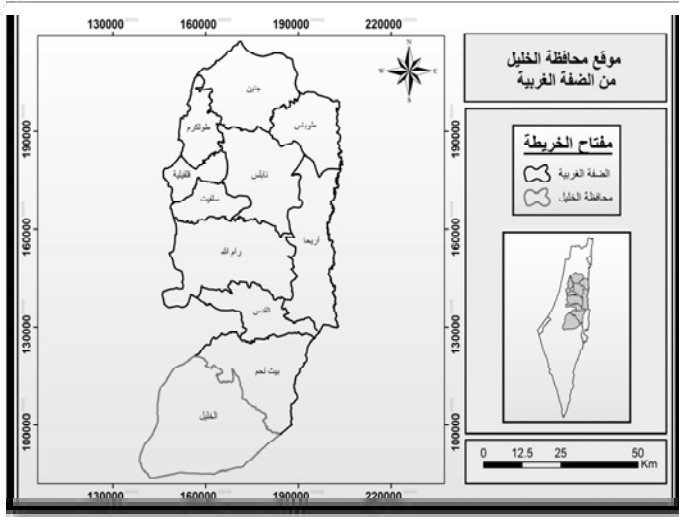 130000 160000 190000 220000
N
W E
S
موقع محافظة الخليل
من الضفة الغربية
مفتاح الخريطة
الضفة الغربية
محافظة الخليل
جنين
طوباس
طولكرم
نابلس
قلقيلية
سلفيت
أريحا
رام الله
القدس
بيت لحم
الخليل
190000
160000
130000
100000
190000
160000
130000
100000
0 12.5 25 50
Km
130000 160000 190000 220000